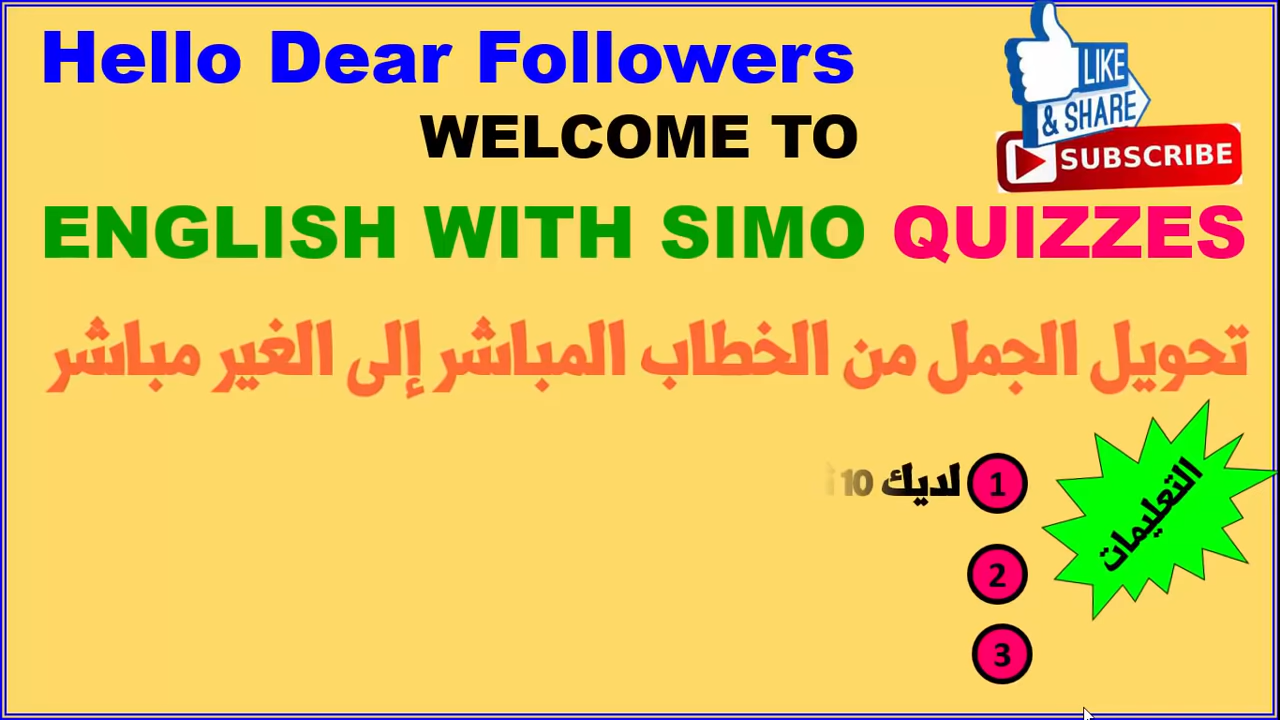 Hello Dear Followers
LIKE
& SHARE
WELCOME TO
SUBSCRIBE
ENGLISH WITH SIMO QUIZZES
تحويل الجمل من الخطاب المباشر إلى الغير مباشر
التعليمات
1 لديك 10
2
3